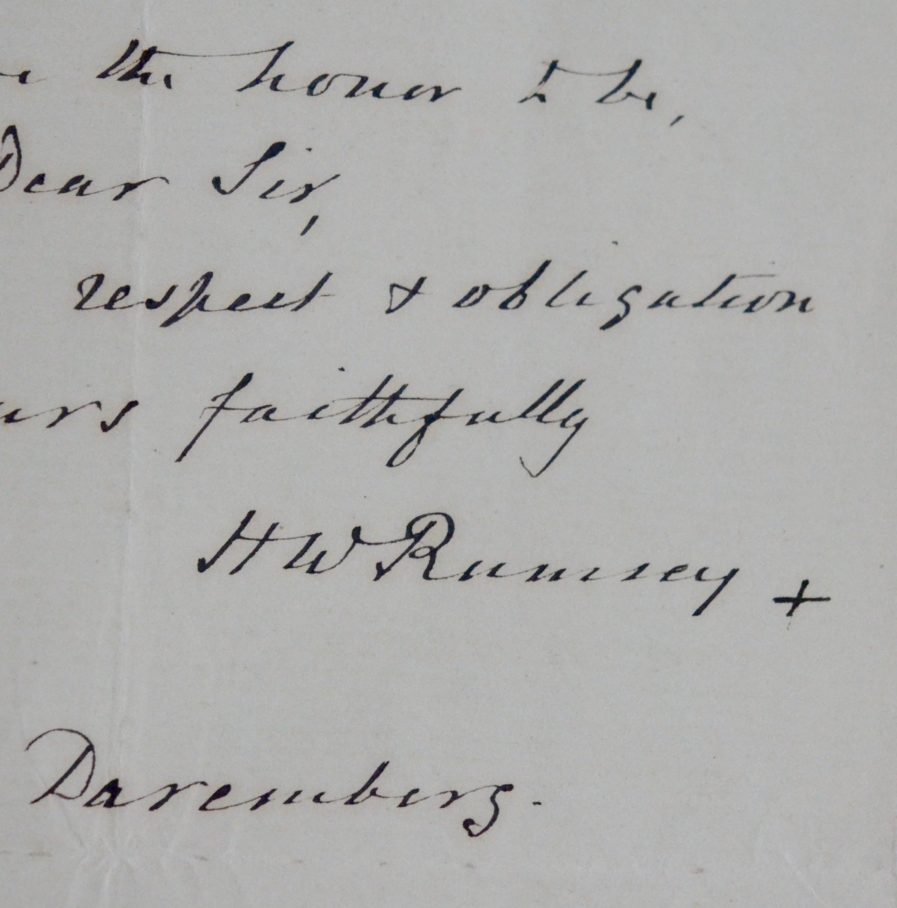 the honor to be,
Dear Sir,
respect & obligation
urs faithfully
H W Rumsey +
Daremberg.